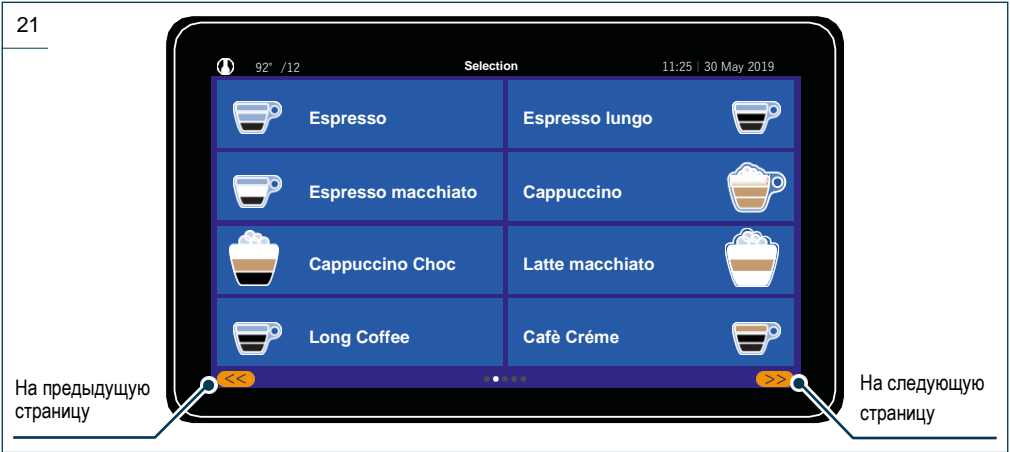 21
92° /12 Selection 11:25 | 30 May 2019
Espresso Espresso lungo
Espresso macchiato Cappuccino
Cappuccino Choc Latte macchiato
Long Coffee Cafè Créme
<< >>
На предыдущую
страницу
На следующую
страницу